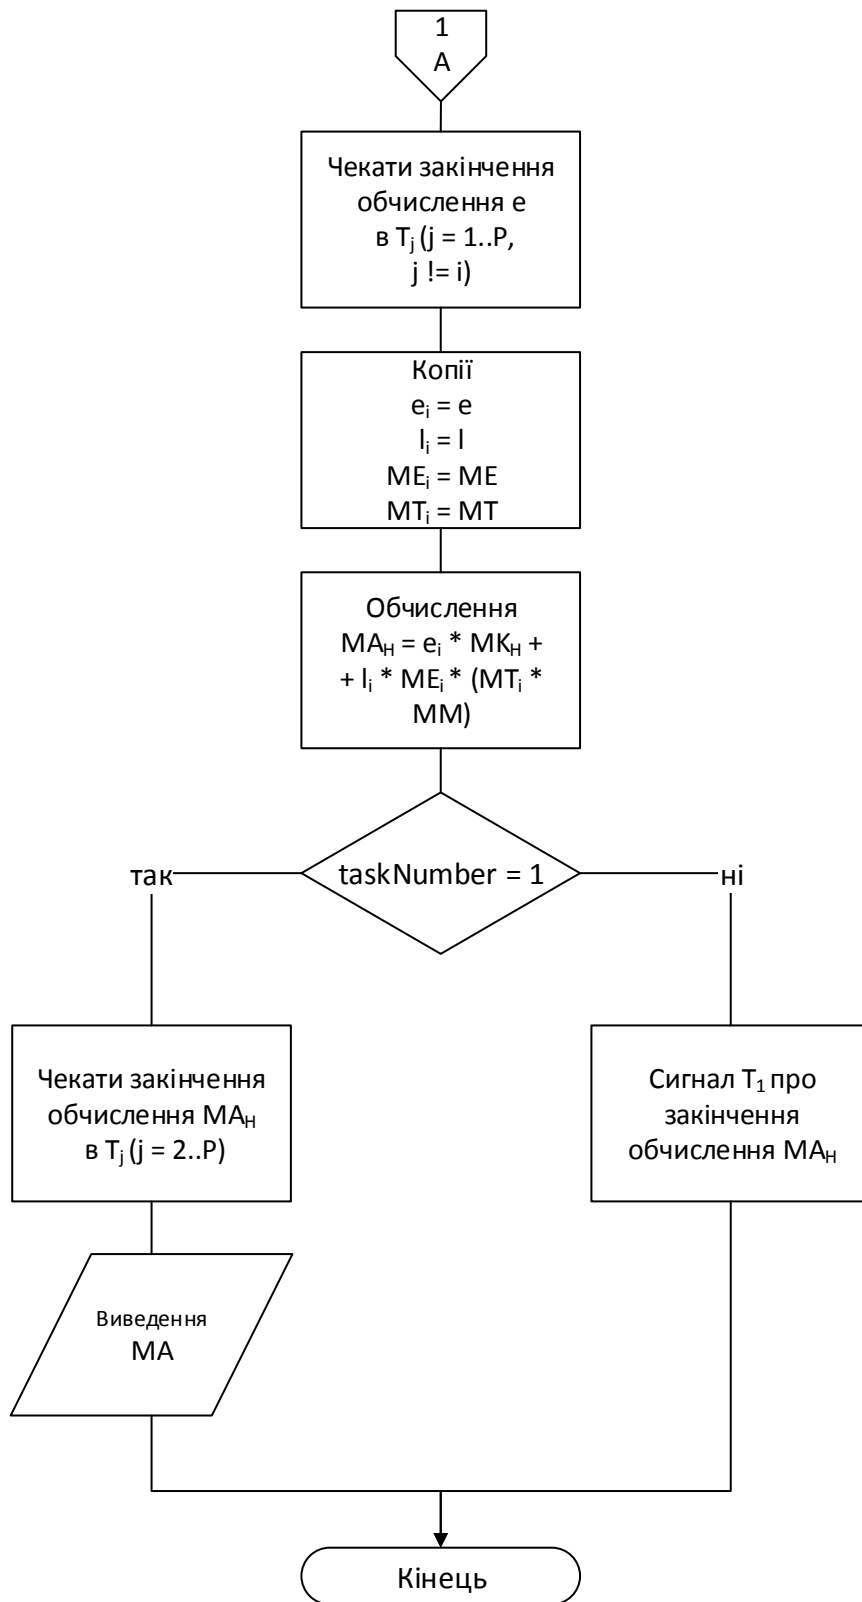 1
А
Чекати закінчення
обчислення e
в Tⱼ (j = 1..P,
j != i)
Копії
eᵢ = e
lᵢ = l
MEᵢ = ME
MTᵢ = MT
Обчислення
MAₕ = eᵢ * MKₕ +
+ lᵢ * MEᵢ * (MTᵢ *
MM)
taskNumber = 1
так
ні
Чекати закінчення
обчислення MAₕ
в Tⱼ (j = 2..P)
Сигнал T₁ про
закінчення
обчислення MAₕ
Виведення
MA
Кінець